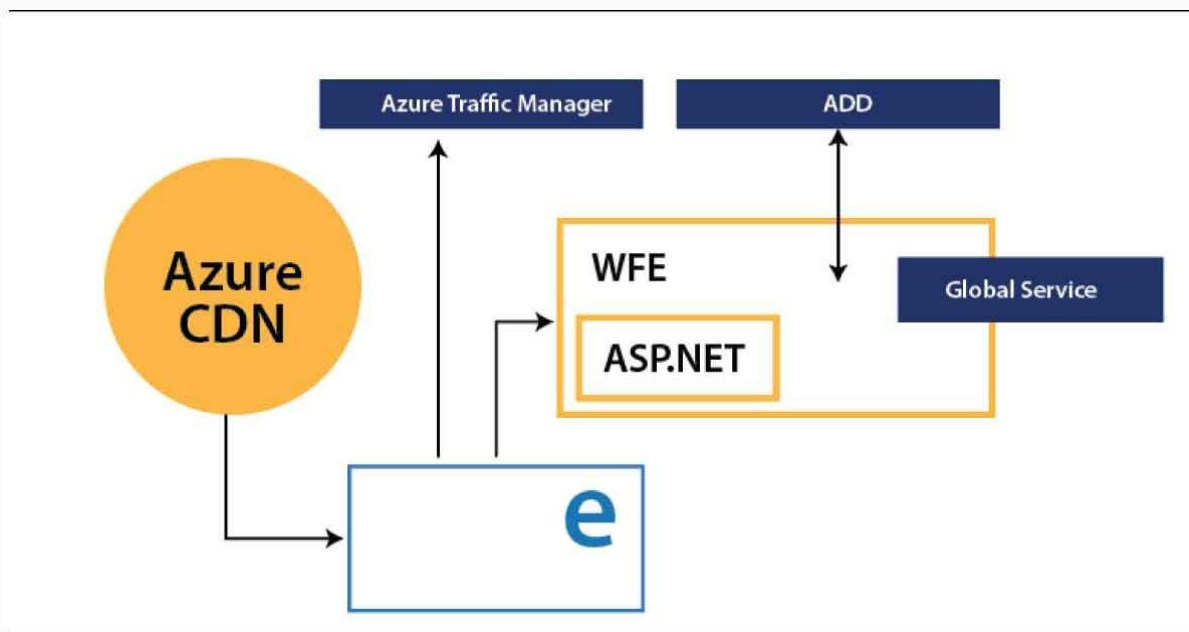 Azure Traffic Manager
ADD
Azure
CDN
WFE
Global Service
ASP.NET
e